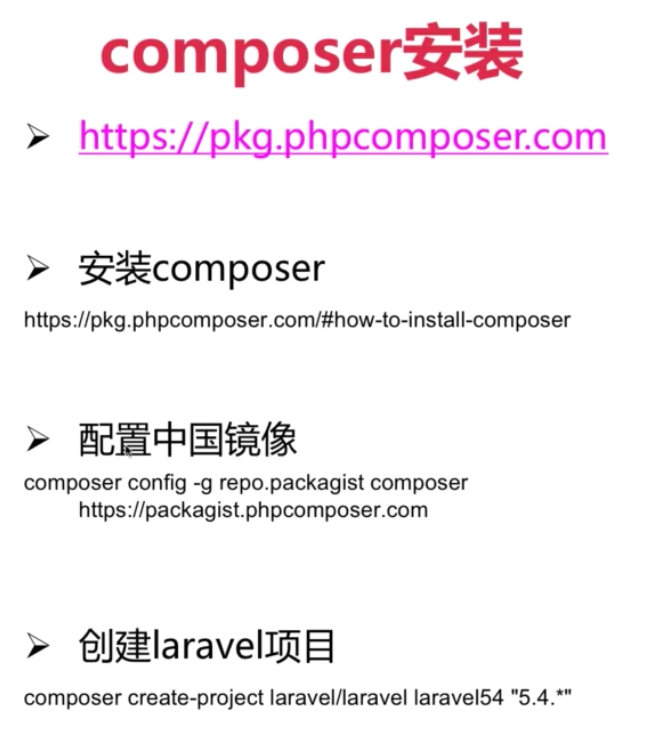 composer安装
https://pkg.phpcomposer.com
安装composer
https://pkg.phpcomposer.com/#how-to-install-composer
配置中国镜像
composer config -g repo.packagist composer
https://packagist.phpcomposer.com
创建laravel项目
composer create-project laravel/laravel laravel54 "5.4.*"